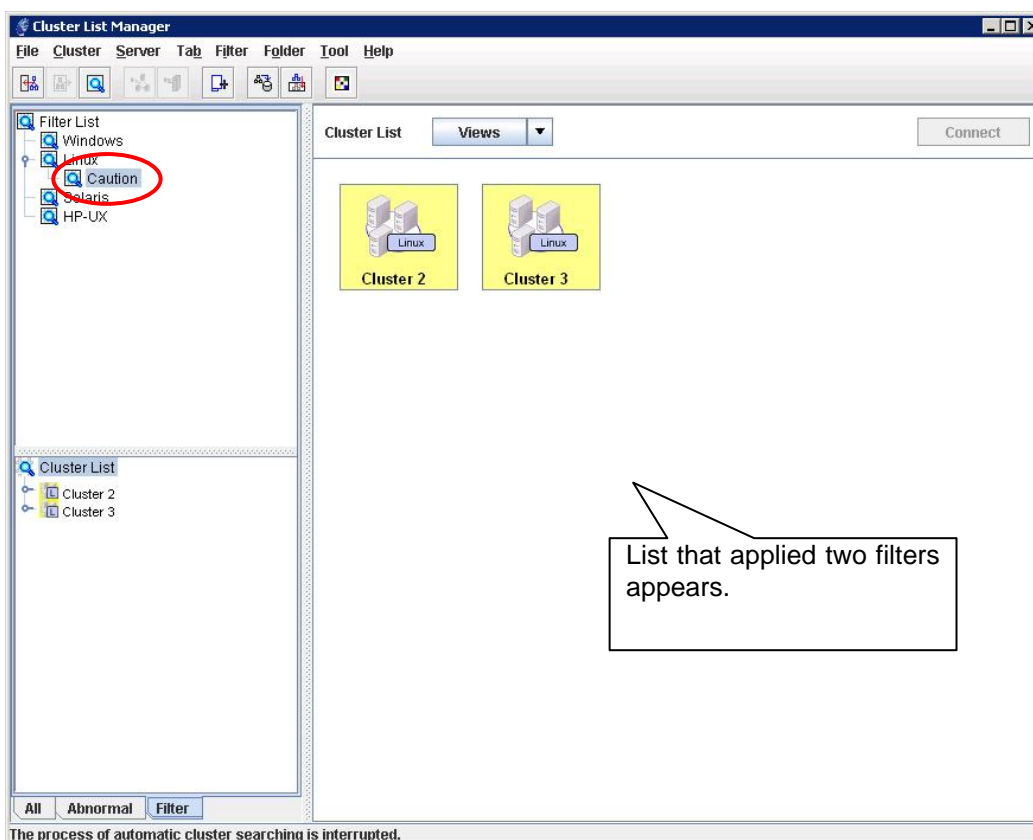 Cluster List Manager
File Cluster Server Tab Filter Folder Tool Help
Filter List
Windows
Linux
Caution
Solaris
HP-UX
Cluster List Views Connect
Linux
Cluster 2
Linux
Cluster 3
Cluster List
L Cluster 2
L Cluster 3
List that applied two filters
appears.
All Abnormal Filter
The process of automatic cluster searching is interrupted.